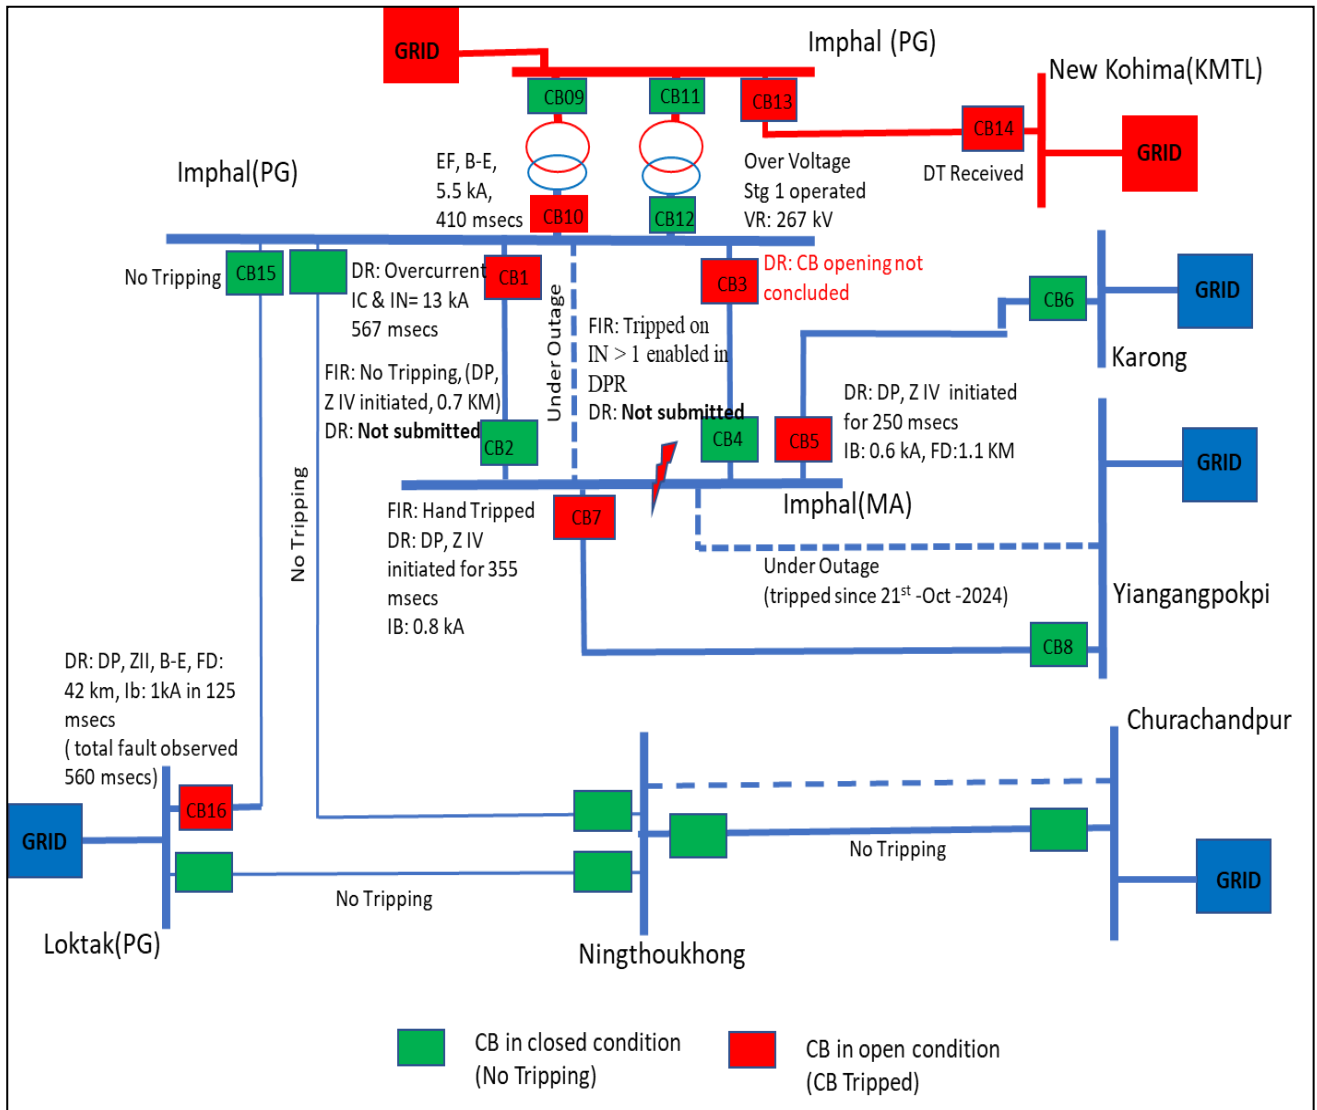 GRID
Imphal (PG)
New Kohima(KMTL)
CB09
CB11
CB13
CB14
GRID
DT Received
Imphal(PG)
EF, B-E,
5.5 kA,
410 msecs
CB10
CB12
Over Voltage
Stg 1 operated
VR: 267 kV
No Tripping
CB15
DR: Overcurrent
IC & IN= 13 kA
567 msecs
CB1
Under Outage
CB3
DR: CB opening not
concluded
CB6
GRID
Karong
FIR: Tripped on
IN > 1 enabled in
DPR
DR: Not submitted
FIR: No Tripping, (DP,
Z IV initiated, 0.7 KM)
DR: Not submitted
CB2
CB4
CB5
DR: DP, Z IV initiated
for 250 msecs
IB: 0.6 kA, FD:1.1 KM
GRID
No Tripping
FIR: Hand Tripped
DR: DP, Z IV
initiated for 355
msecs
IB: 0.8 kA
CB7
Imphal(MA)
Under Outage
(tripped since 21st -Oct -2024)
Yiangangpokpi
CB8
DR: DP, ZII, B-E, FD:
42 km, Ib: 1kA in 125
msecs
( total fault observed
560 msecs)
CB16
GRID
Churachandpur
No Tripping
No Tripping
GRID
Loktak(PG)
Ningthoukhong
CB in closed condition
(No Tripping)
CB in open condition
(CB Tripped)